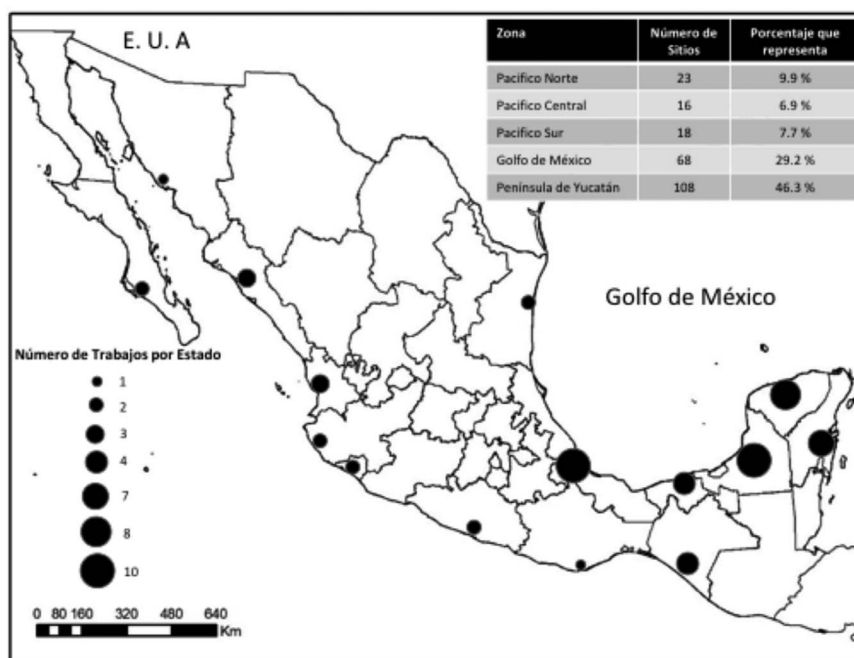 E. U. A
Zona Número de Sitios Porcentaje que representa
Pacifico Norte 23 9.9 %
Pacifico Central 16 6.9 %
Pacifico Sur 18 7.7 %
Golfo de México 68 29.2 %
Península de Yucatán 108 46.3 %
Golfo de México
Número de Trabajos por Estado
1
2
3
4
7
8
10
0 80 160 320 480 640
Km